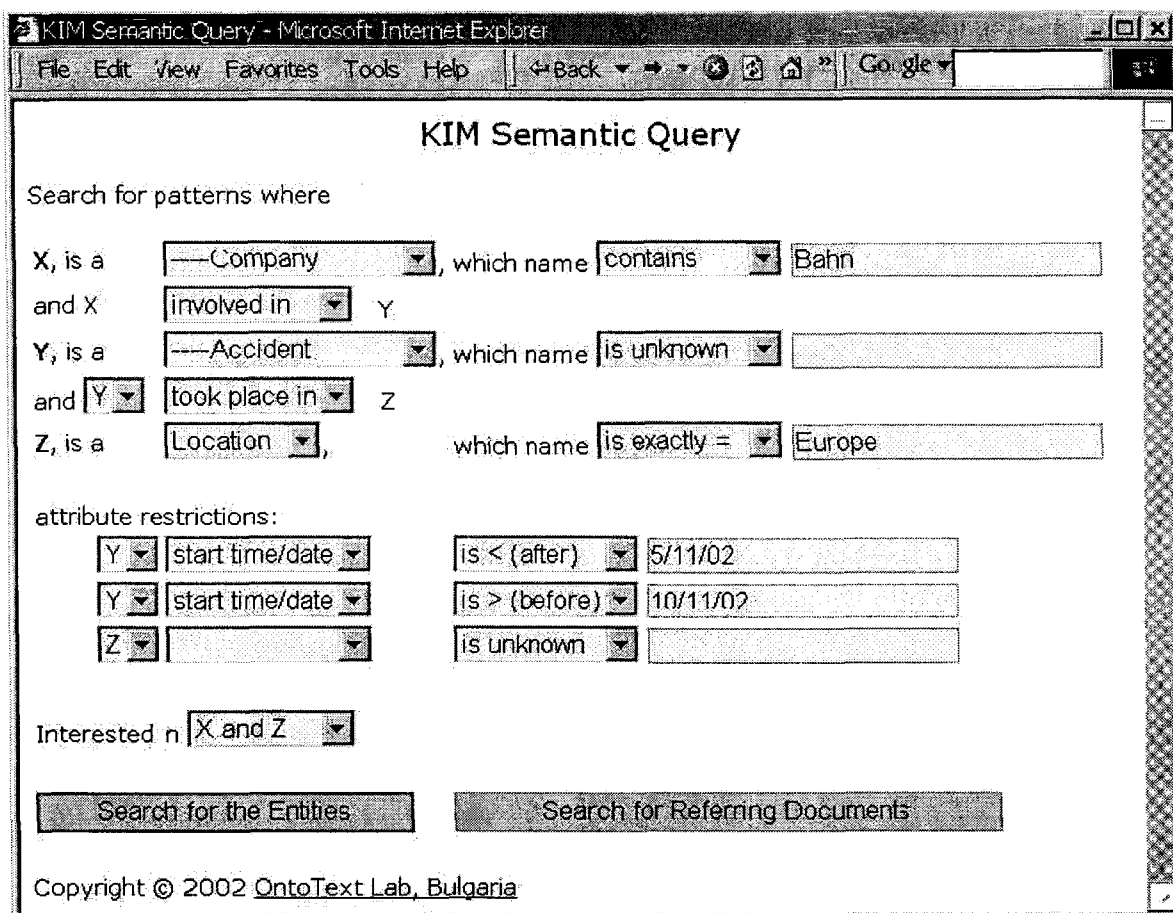 KIM Semantic Query - Microsoft Internet Explorer
File Edit View Favorites Tools Help Back » Google
KIM Semantic Query
Search for patterns where
X, is a ----Company, which name contains Bahn
and X involved in Y
Y, is a ----Accident, which name is unknown
and Y took place in Z
Z, is a Location, which name is exactly = Europe
attribute restrictions:
Y start time/date is < (after) 5/11/02
Y start time/date is > (before) 10/11/02
Z is unknown
Interested n X and Z
Search for the Entities Search for Referring Documents
Copyright © 2002 OntoText Lab, Bulgaria